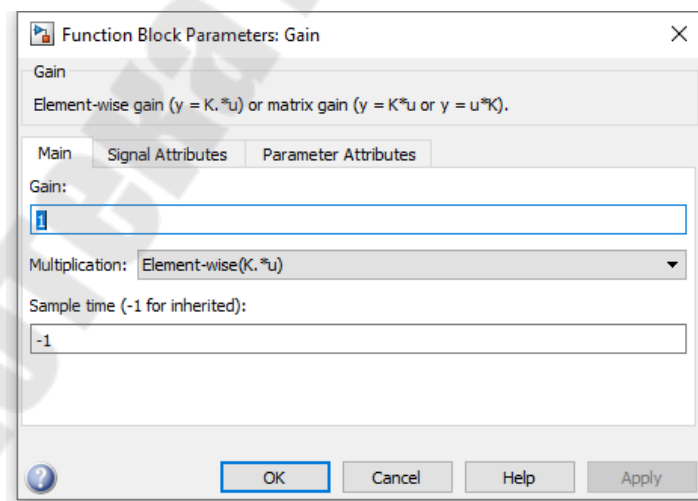 Function Block Parameters: Gain
Gain
Element-wise gain (y = K.*u) or matrix gain (y = K*u or y = u*K).
Main Signal Attributes Parameter Attributes
Gain:
1
Multiplication: Element-wise(K.*u)
Sample time (-1 for inherited):
-1
OK Cancel Help Apply